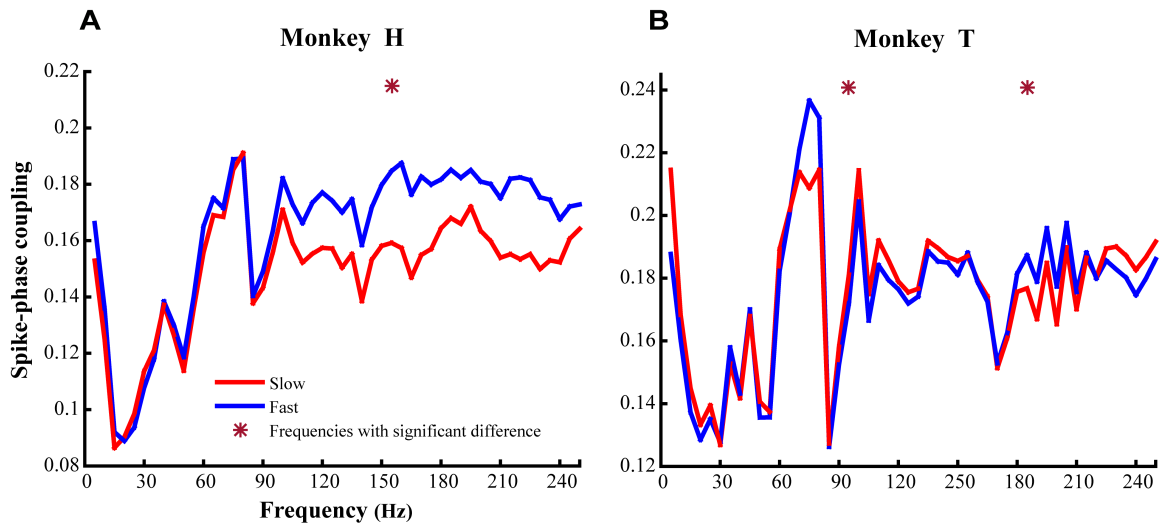 A
Monkey H
Spike-phase coupling
0.22
0.2
0.18
0.16
0.14
0.12
0.1
0.08
Slow
Fast
Frequencies with significant difference
0 30 60 90 120 150 180 210 240
Frequency (Hz)
B
Monkey T
0.24
0.22
0.2
0.18
0.16
0.14
0.12
0 30 60 90 120 150 180 210 240